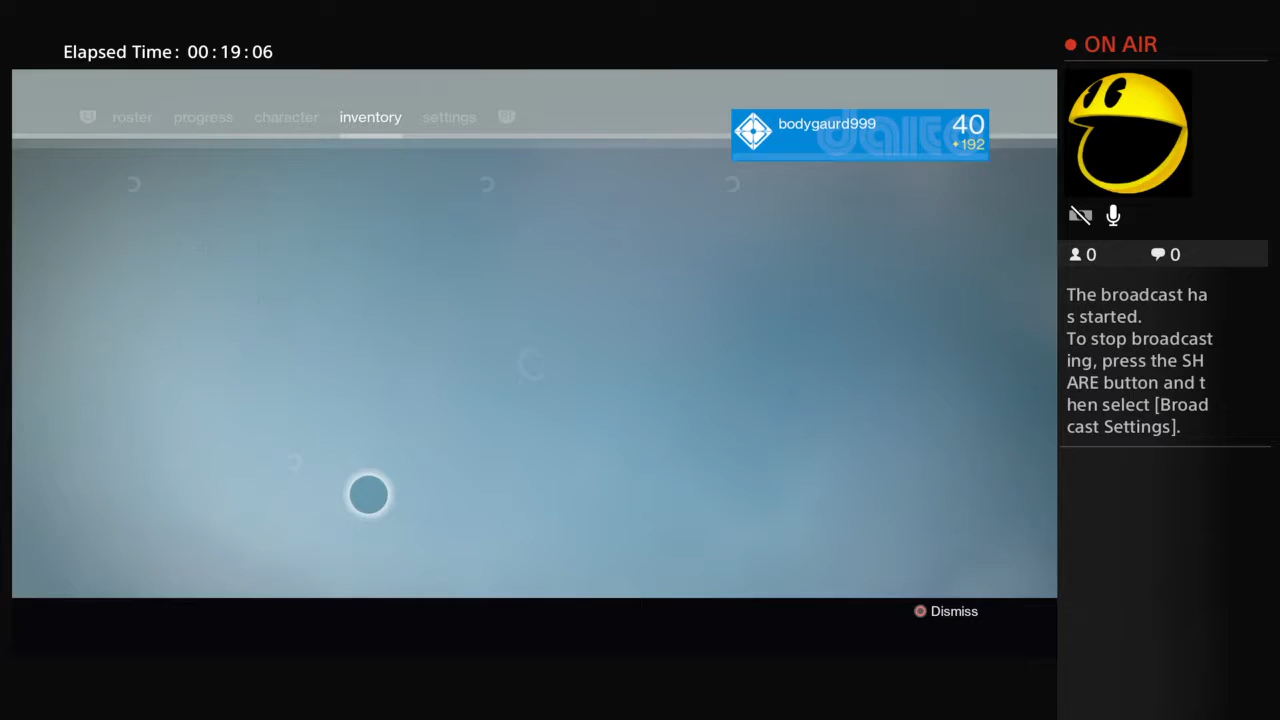 Elapsed Time: 00:19:06
ON AIR
roster progress character inventory settings
bodygaurd999
40
+192
daito
0 0
The broadcast ha
s started.
To stop broadcast
ing, press the SH
ARE button and t
hen select [Broad
cast Settings].
Dismiss